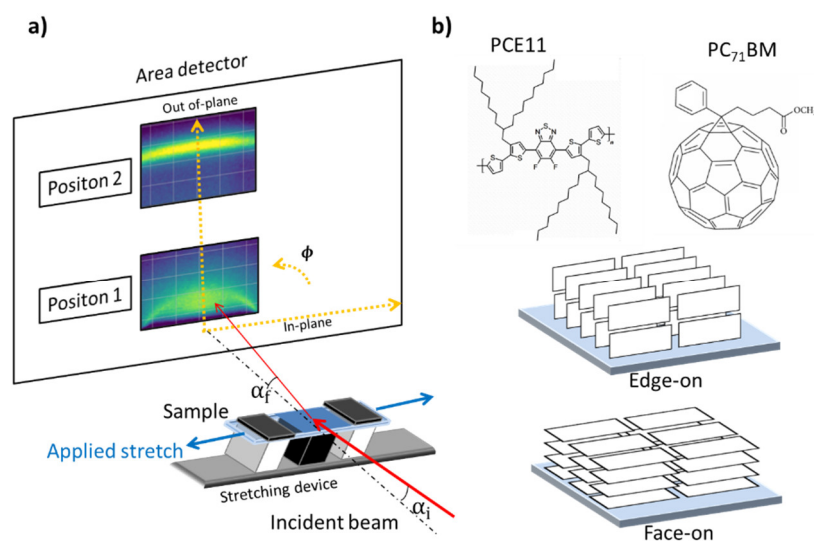 a)
Area detector
Out of-plane
Positon 2
ϕ
Positon 1
In-plane
αf
Sample
Applied stretch
Stretching device
αi
Incident beam
b)
PCE11
PC71BM
S
N
N
S
S
S
S
n
F
F
OCH
O
Edge-on
Face-on